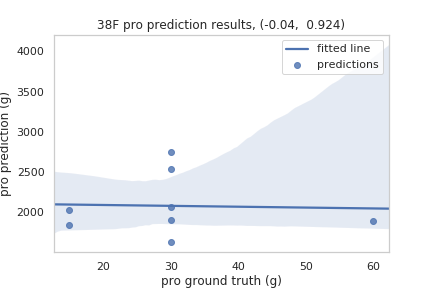 38F pro prediction results, (-0.04,  0.924)
fitted line
predictions
4000
3500
3000
2500
2000
pro prediction (g)
20
30
40
50
60
pro ground truth (g)